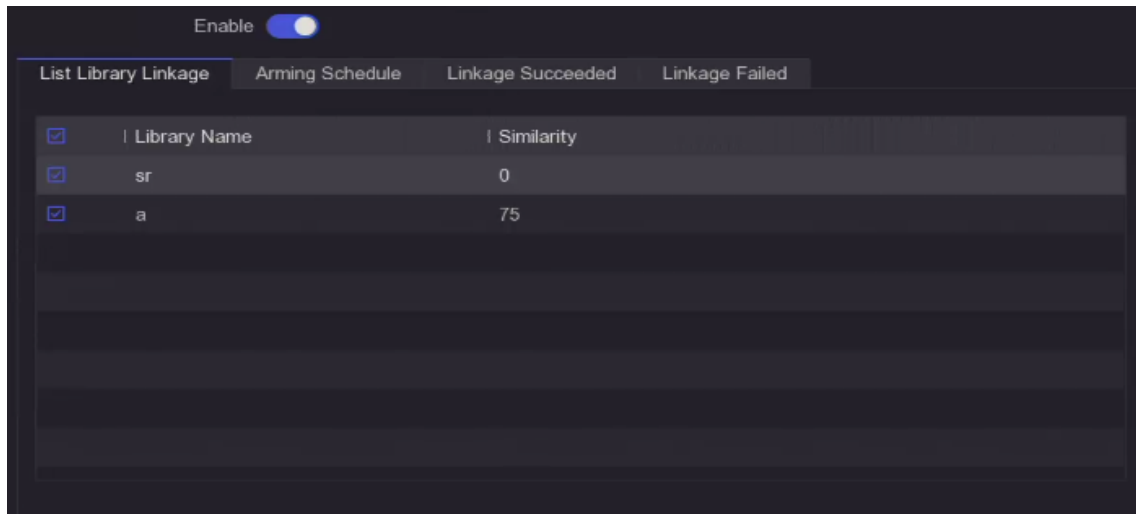 Enable
List Library Linkage Arming Schedule Linkage Succeeded Linkage Failed
Library Name Similarity
sr 0
a 75